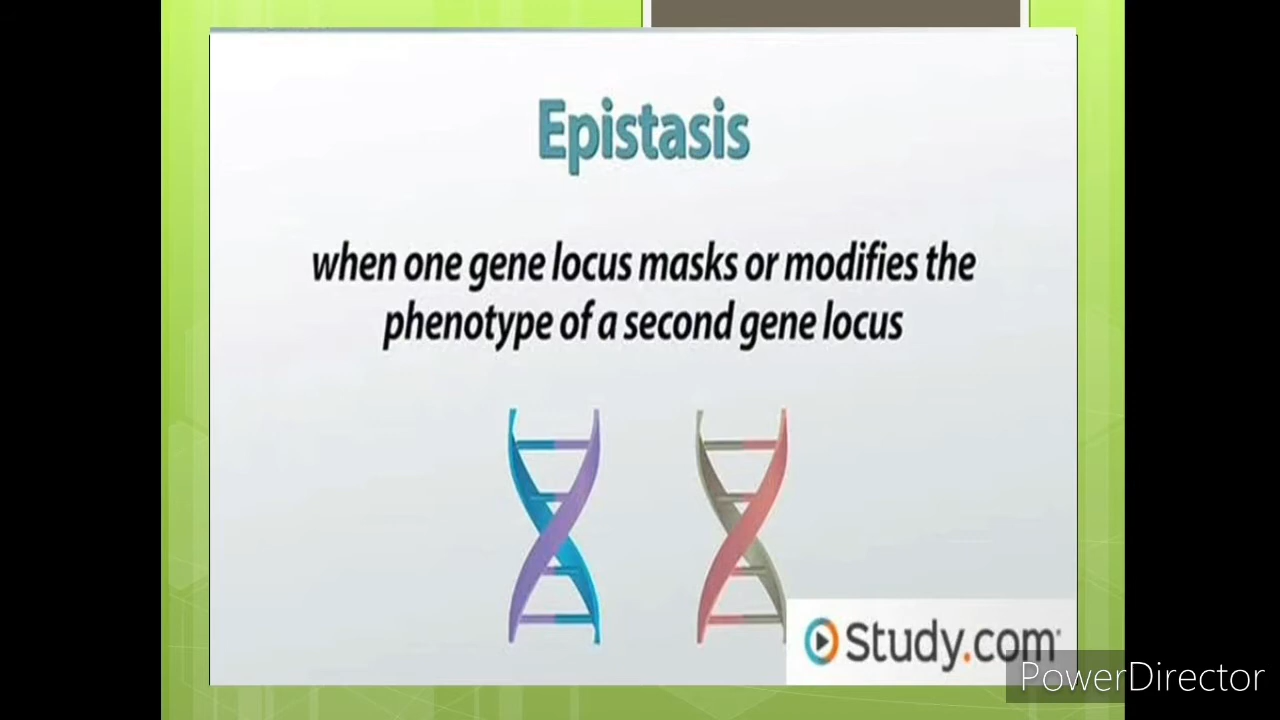 Epistasis
when one gene locus masks or modifies the
phenotype of a second gene locus
Study.com
PowerDirector